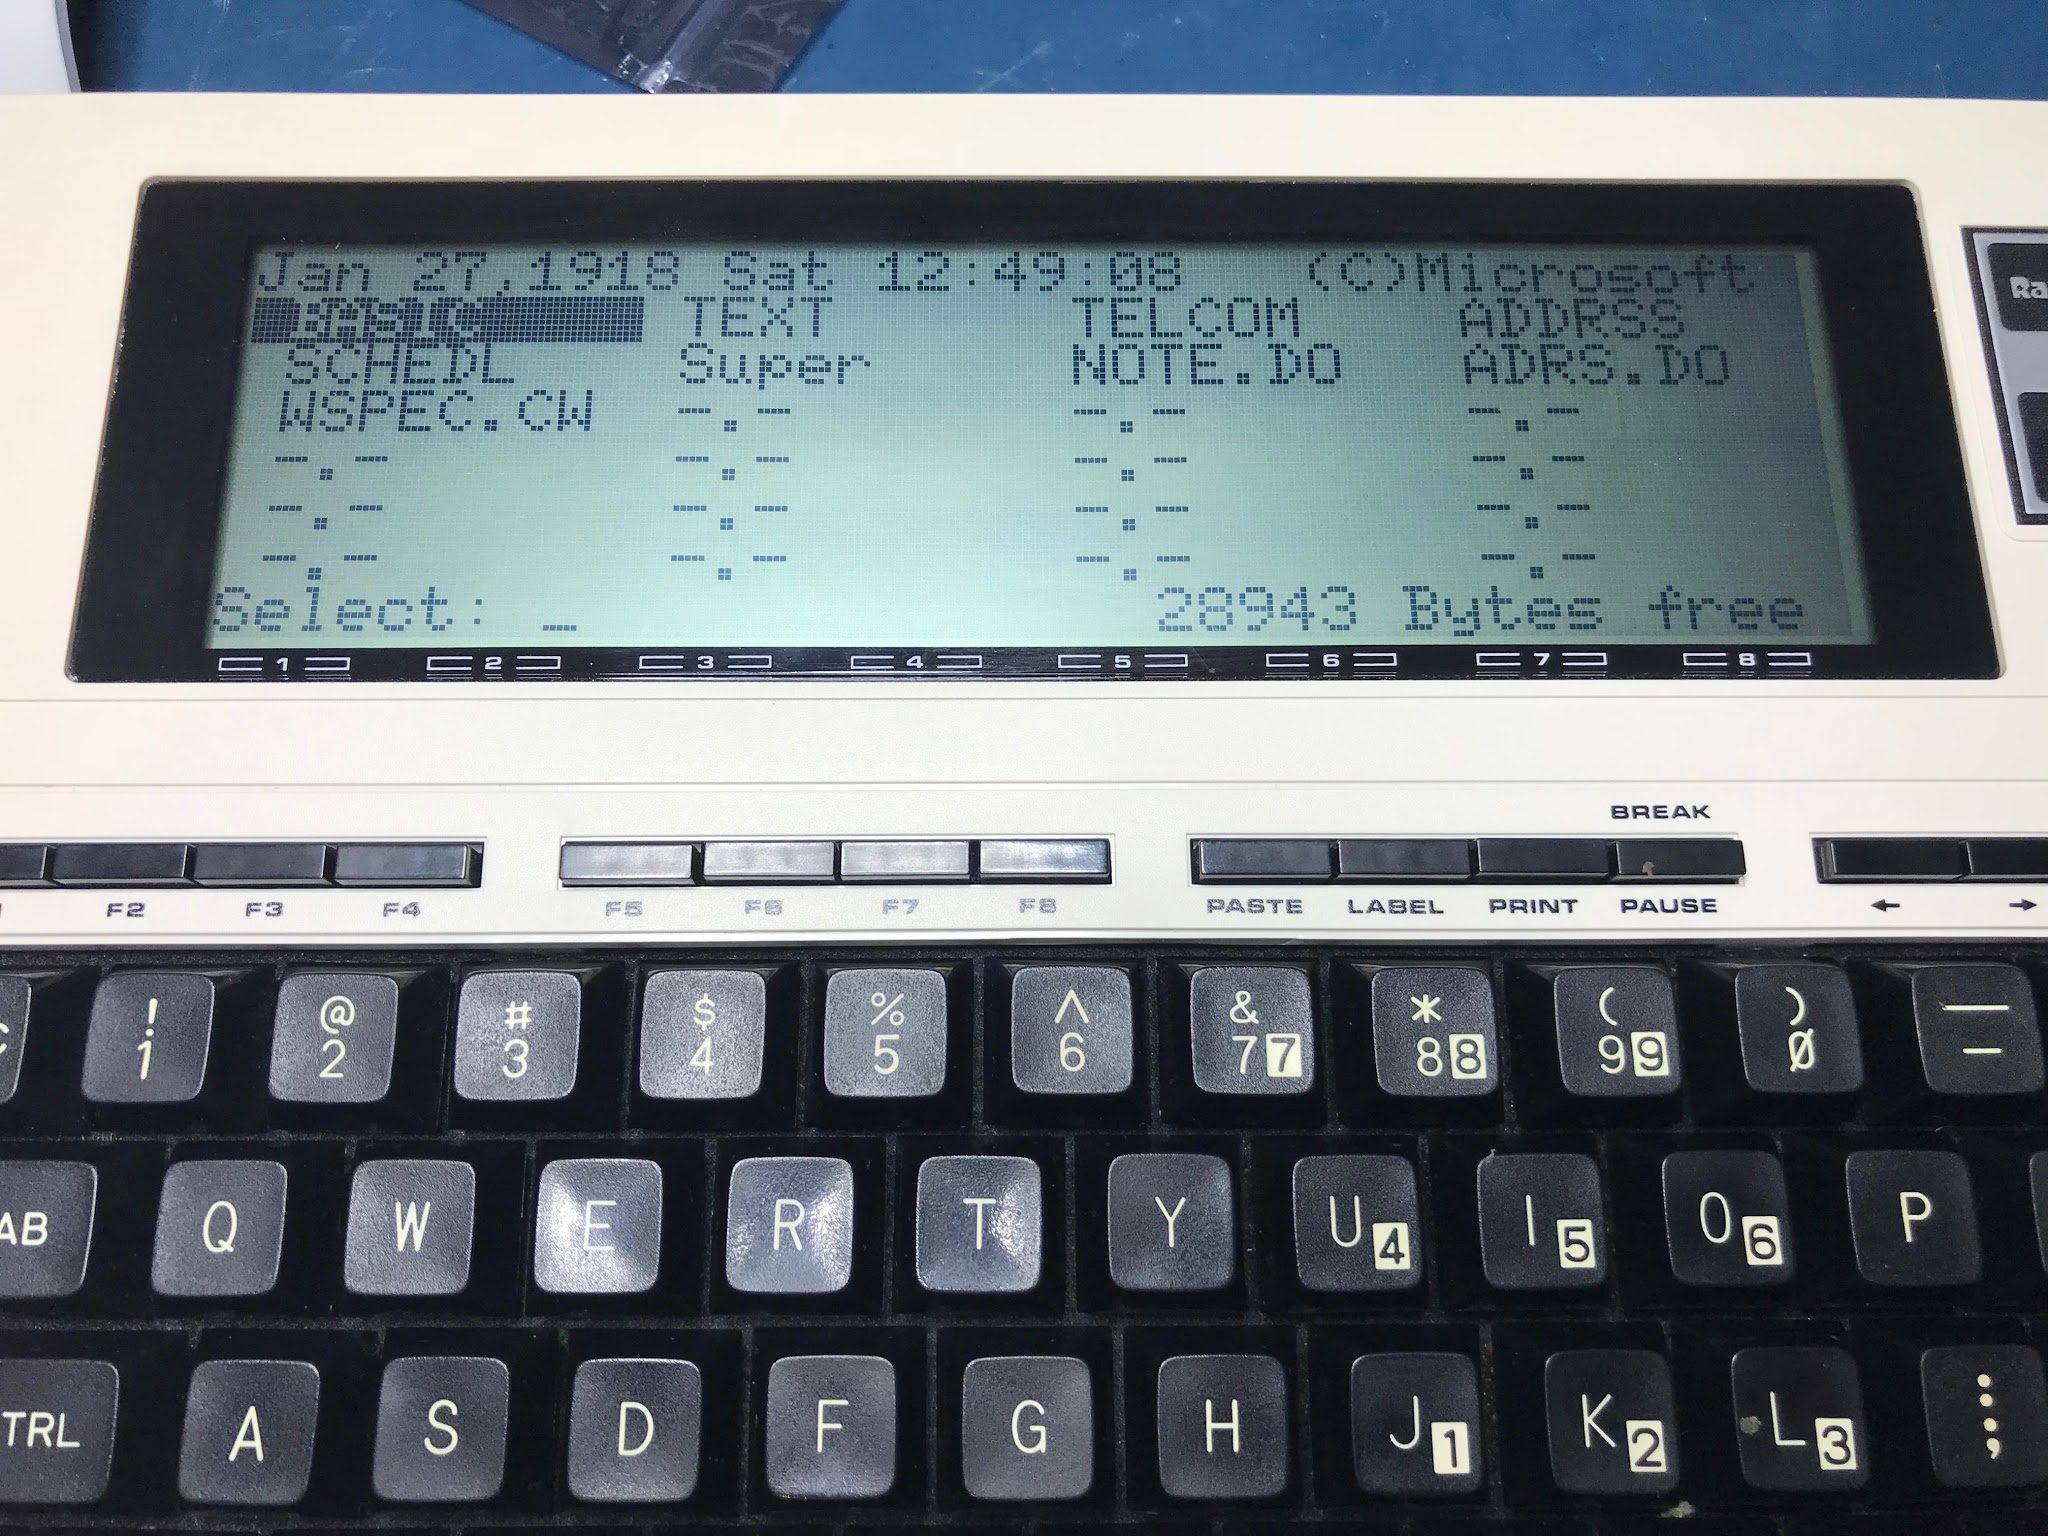 Jan 27,1918 Sat 12:49:08 (C)Microsoft
BASIC TEXT TELCOM ADDRSS
SCHEDL Super NOTE.DO ADRS.DO
WSPEC.CW -.- -.- -.-
-.- -.- -.- -.-
-.- -.- -.- -.-
-.- -.- -.- -.-
Select: _ 28943 Bytes free
1 2 3 4 5 6 7 8
BREAK
F2 F3 F4 F5 F6 F7 F8 PASTE LABEL PRINT PAUSE ← →
! @ # $ % ^ & * ( ) _
1 2 3 4 5 6 7 7 8 8 9 9 0 -
AB Q W E R T Y U 4 I 5 O 6 P
TRL A S D F G H J 1 K 2 L 3 : ;